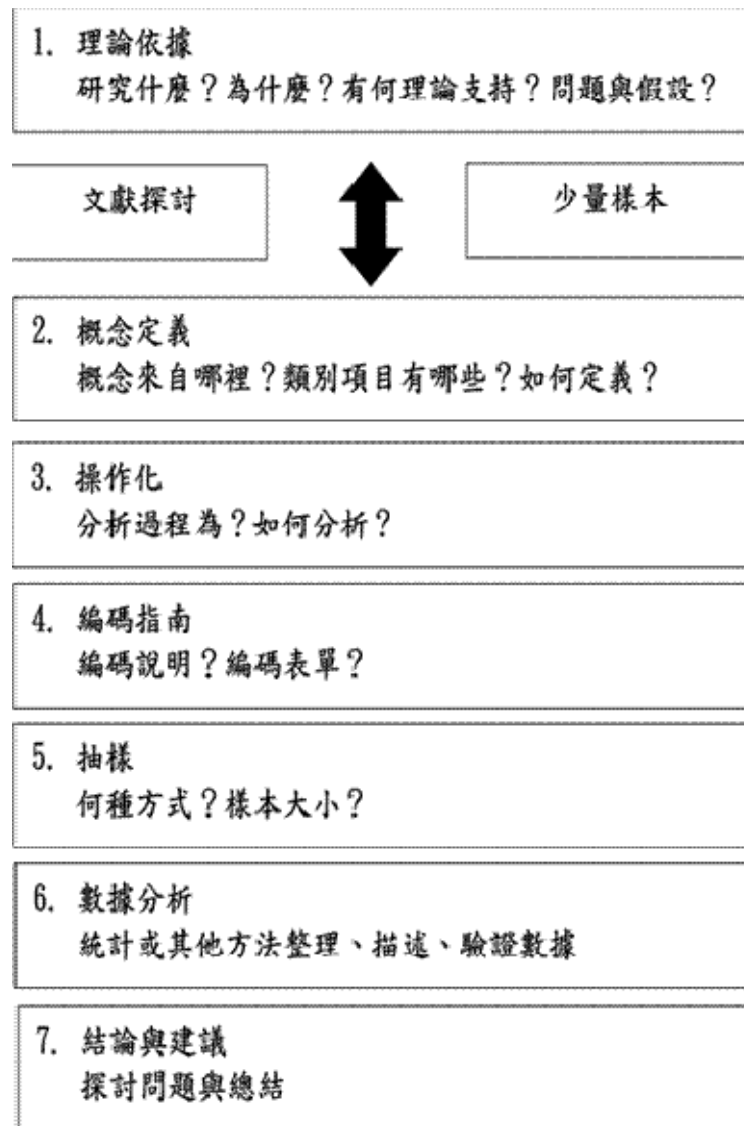 1. 理論依據
研究什麼？為什麼？有何理論支持？問題與假設？
文獻探討
少量樣本
2. 概念定義
概念來自哪裡？類別項目有哪些？如何定義？
3. 操作化
分析過程為？如何分析？
4. 編碼指南
編碼說明？編碼表單？
5. 抽樣
何種方式？樣本大小？
6. 數據分析
統計或其他方法整理、描述、驗證數據
7. 結論與建議
探討問題與總結